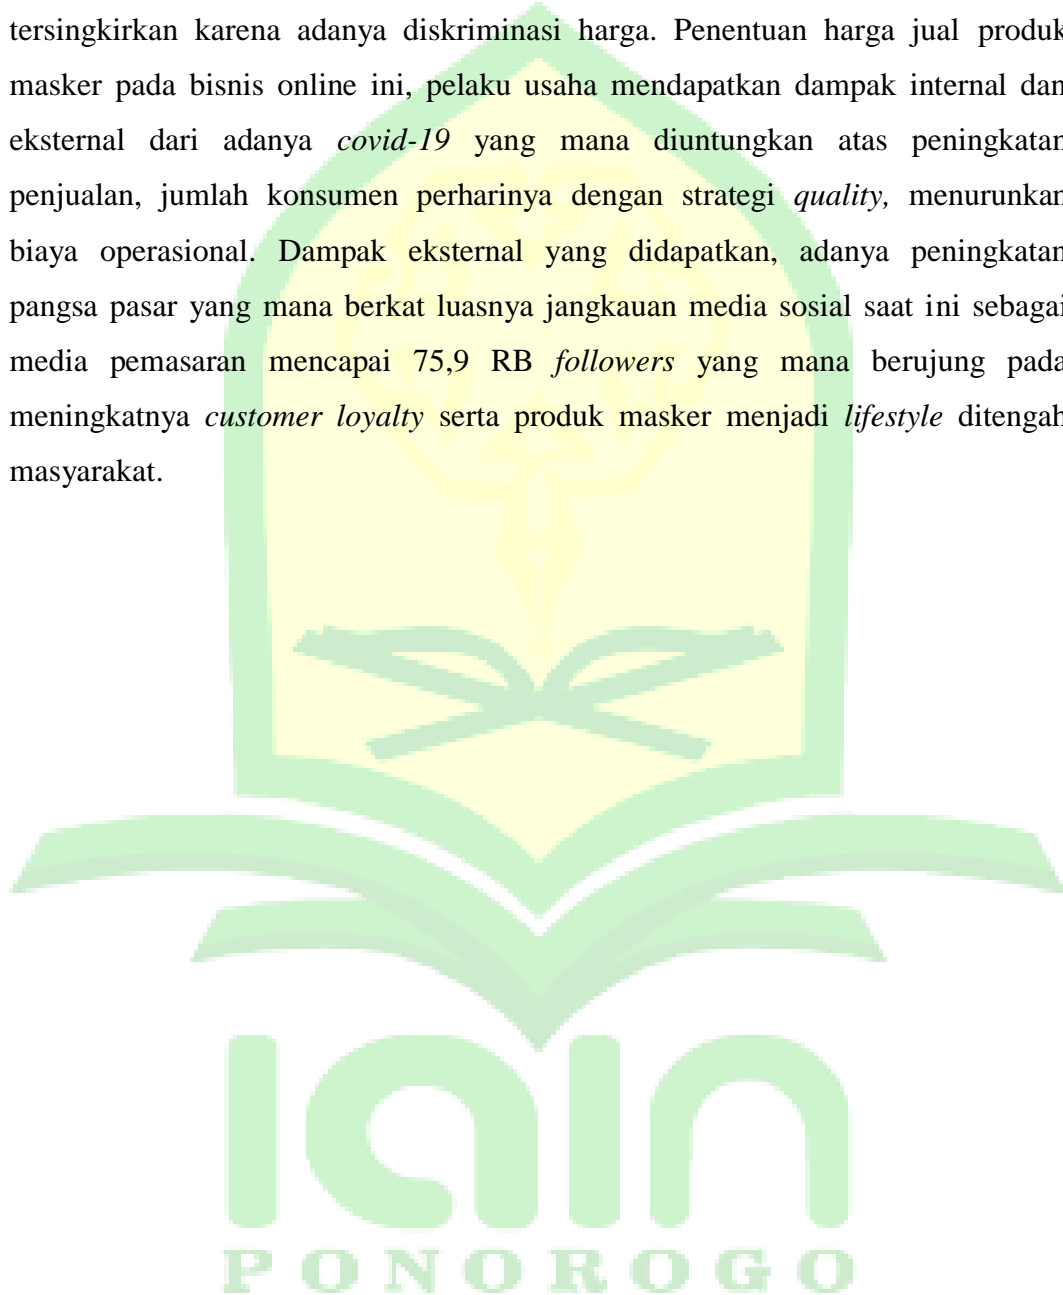 tersingkirkan karena adanya diskriminasi harga. Penentuan harga jual produk
masker pada bisnis online ini, pelaku usaha mendapatkan dampak internal dan
eksternal dari adanya covid-19 yang mana diuntungkan atas peningkatan
penjualan, jumlah konsumen perharinya dengan strategi quality, menurunkan
biaya operasional. Dampak eksternal yang didapatkan, adanya peningkatan
pangsa pasar yang mana berkat luasnya jangkauan media sosial saat ini sebagai
media pemasaran mencapai 75,9 RB followers yang mana berujung pada
meningkatnya customer loyalty serta produk masker menjadi lifestyle ditengah
masyarakat.
iain
PONOROGO